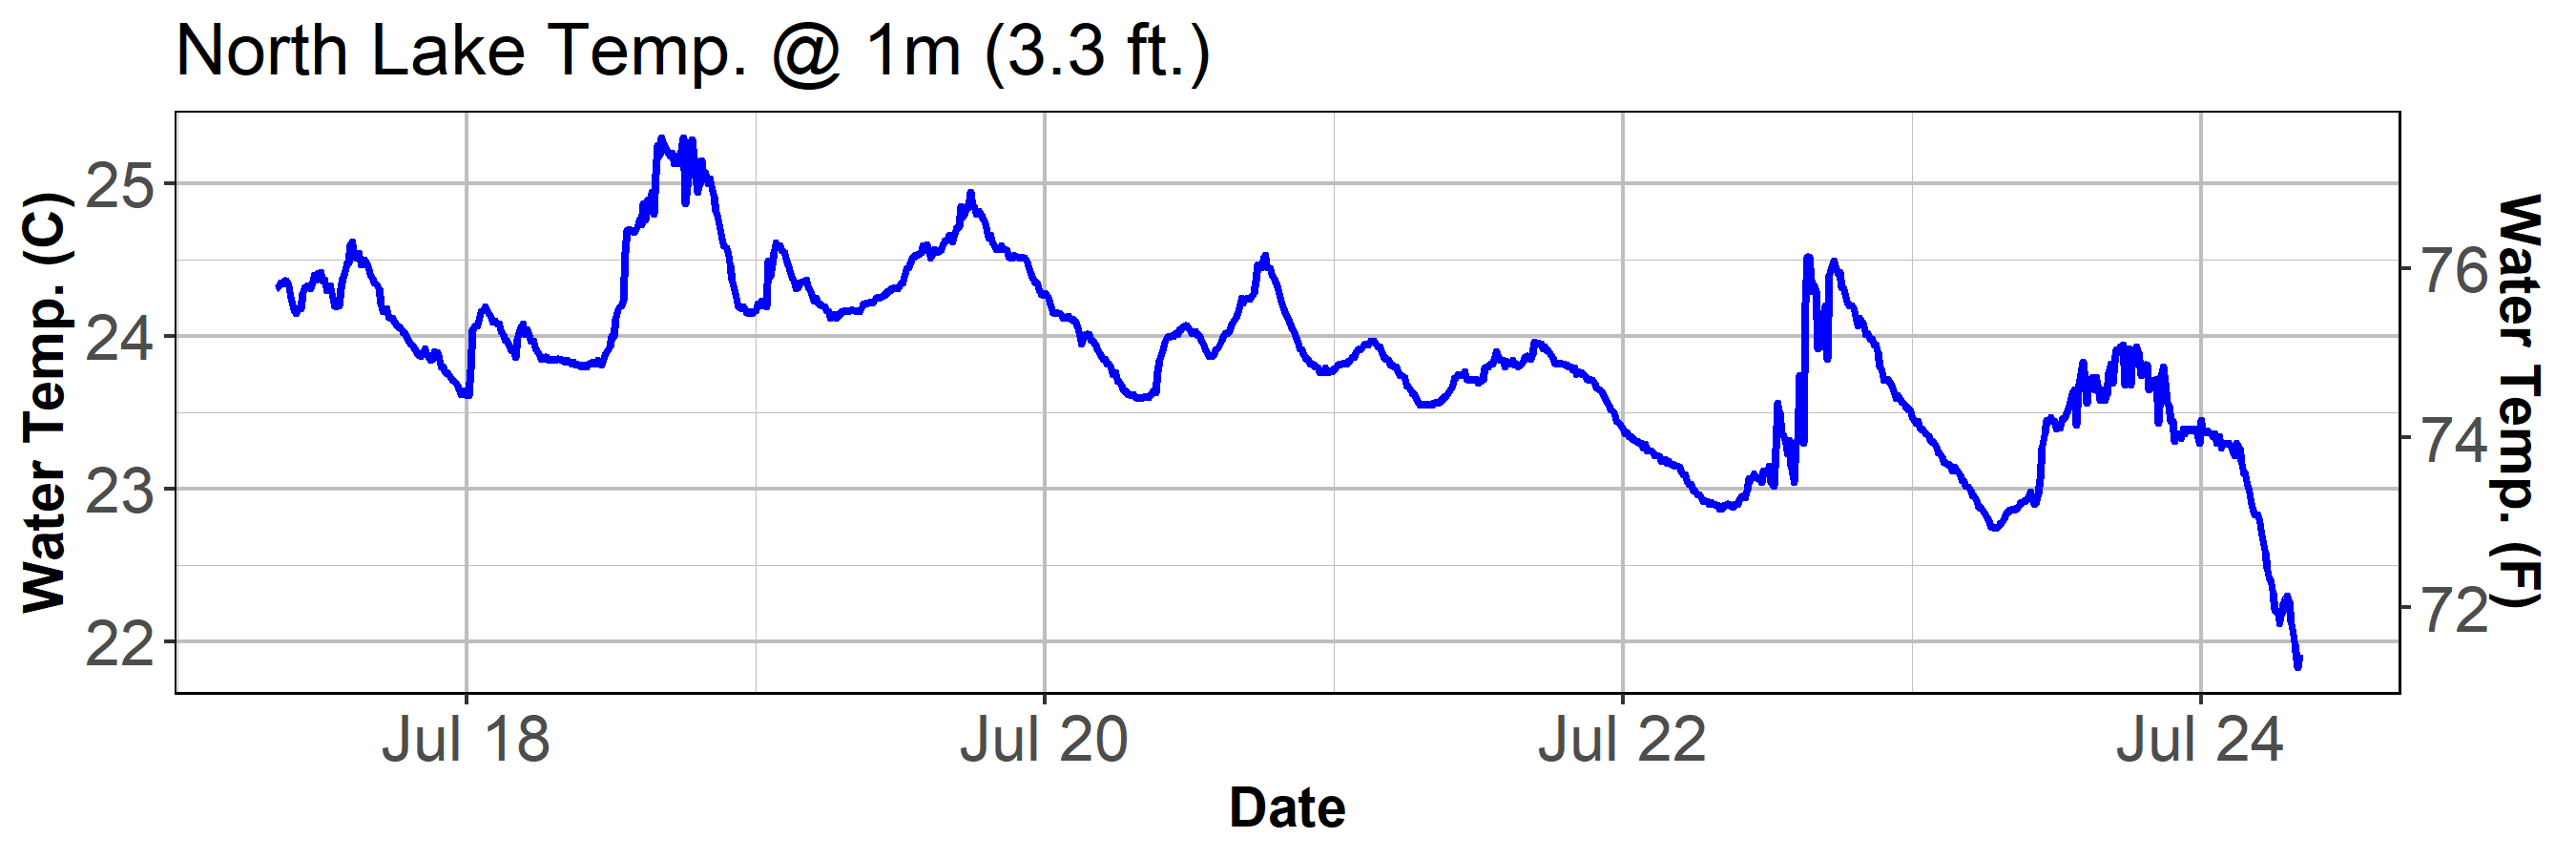 North Lake Temp. @ 1m (3.3 ft.)
Water Temp. (C)
25
24
23
22
76
74
72
Water Temp. (F)
Jul 18
Jul 20
Jul 22
Jul 24
Date